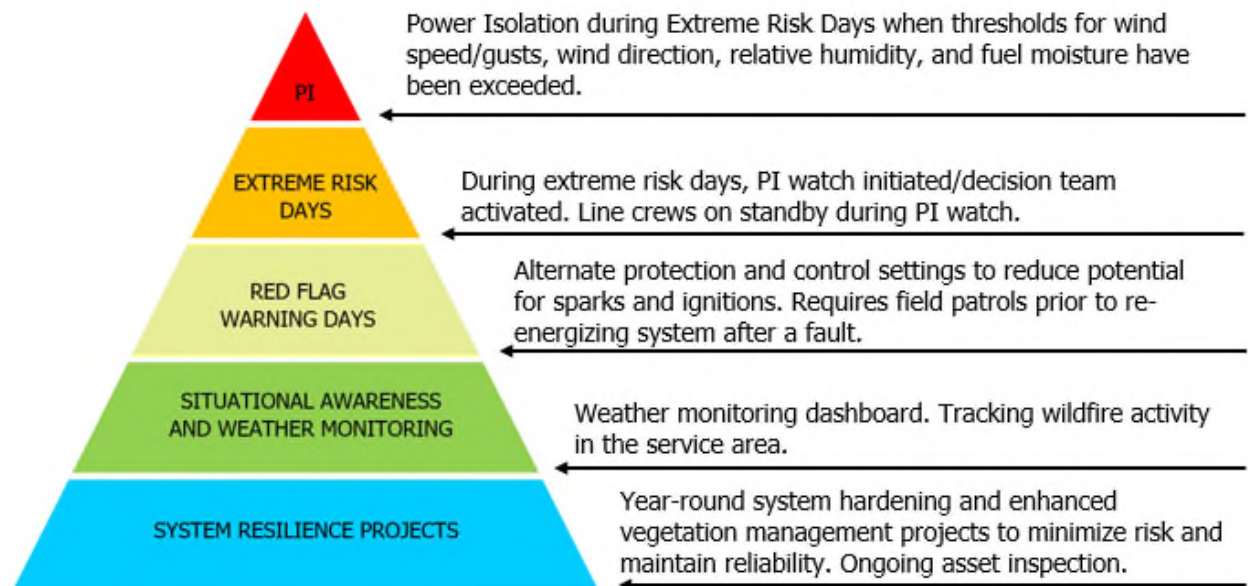 Power Isolation during Extreme Risk Days when thresholds for wind
speed/gusts, wind direction, relative humidity, and fuel moisture have
been exceeded.
PI
During extreme risk days, PI watch initiated/decision team
activated. Line crews on standby during PI watch.
EXTREME RISK
DAYS
Alternate protection and control settings to reduce potential
for sparks and ignitions. Requires field patrols prior to re-
energizing system after a fault.
RED FLAG
WARNING DAYS
Weather monitoring dashboard. Tracking wildfire activity
in the service area.
SITUATIONAL AWARENESS
AND WEATHER MONITORING
Year-round system hardening and enhanced
vegetation management projects to minimize risk and
maintain reliability. Ongoing asset inspection.
SYSTEM RESILIENCE PROJECTS